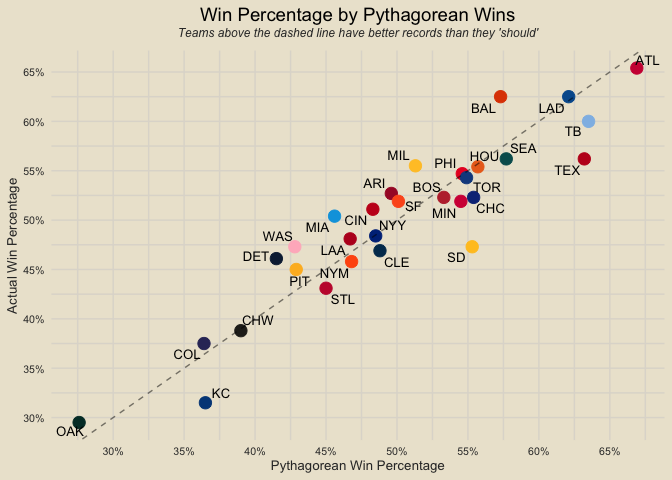 Win Percentage by Pythagorean Wins
Teams above the dashed line have better records than they 'should'
Actual Win Percentage
65%
60%
55%
50%
45%
40%
35%
30%
ATL
BAL
LAD
TB
MIL
PHI
HOU
SEA
TEX
ARI
BOS
TOR
SF
MIN
CHC
MIA
CIN
NYY
WAS
LAA
SD
DET
CLE
NYM
PIT
STL
CHW
COL
KC
OAK
30%
35%
40%
45%
50%
55%
60%
65%
Pythagorean Win Percentage